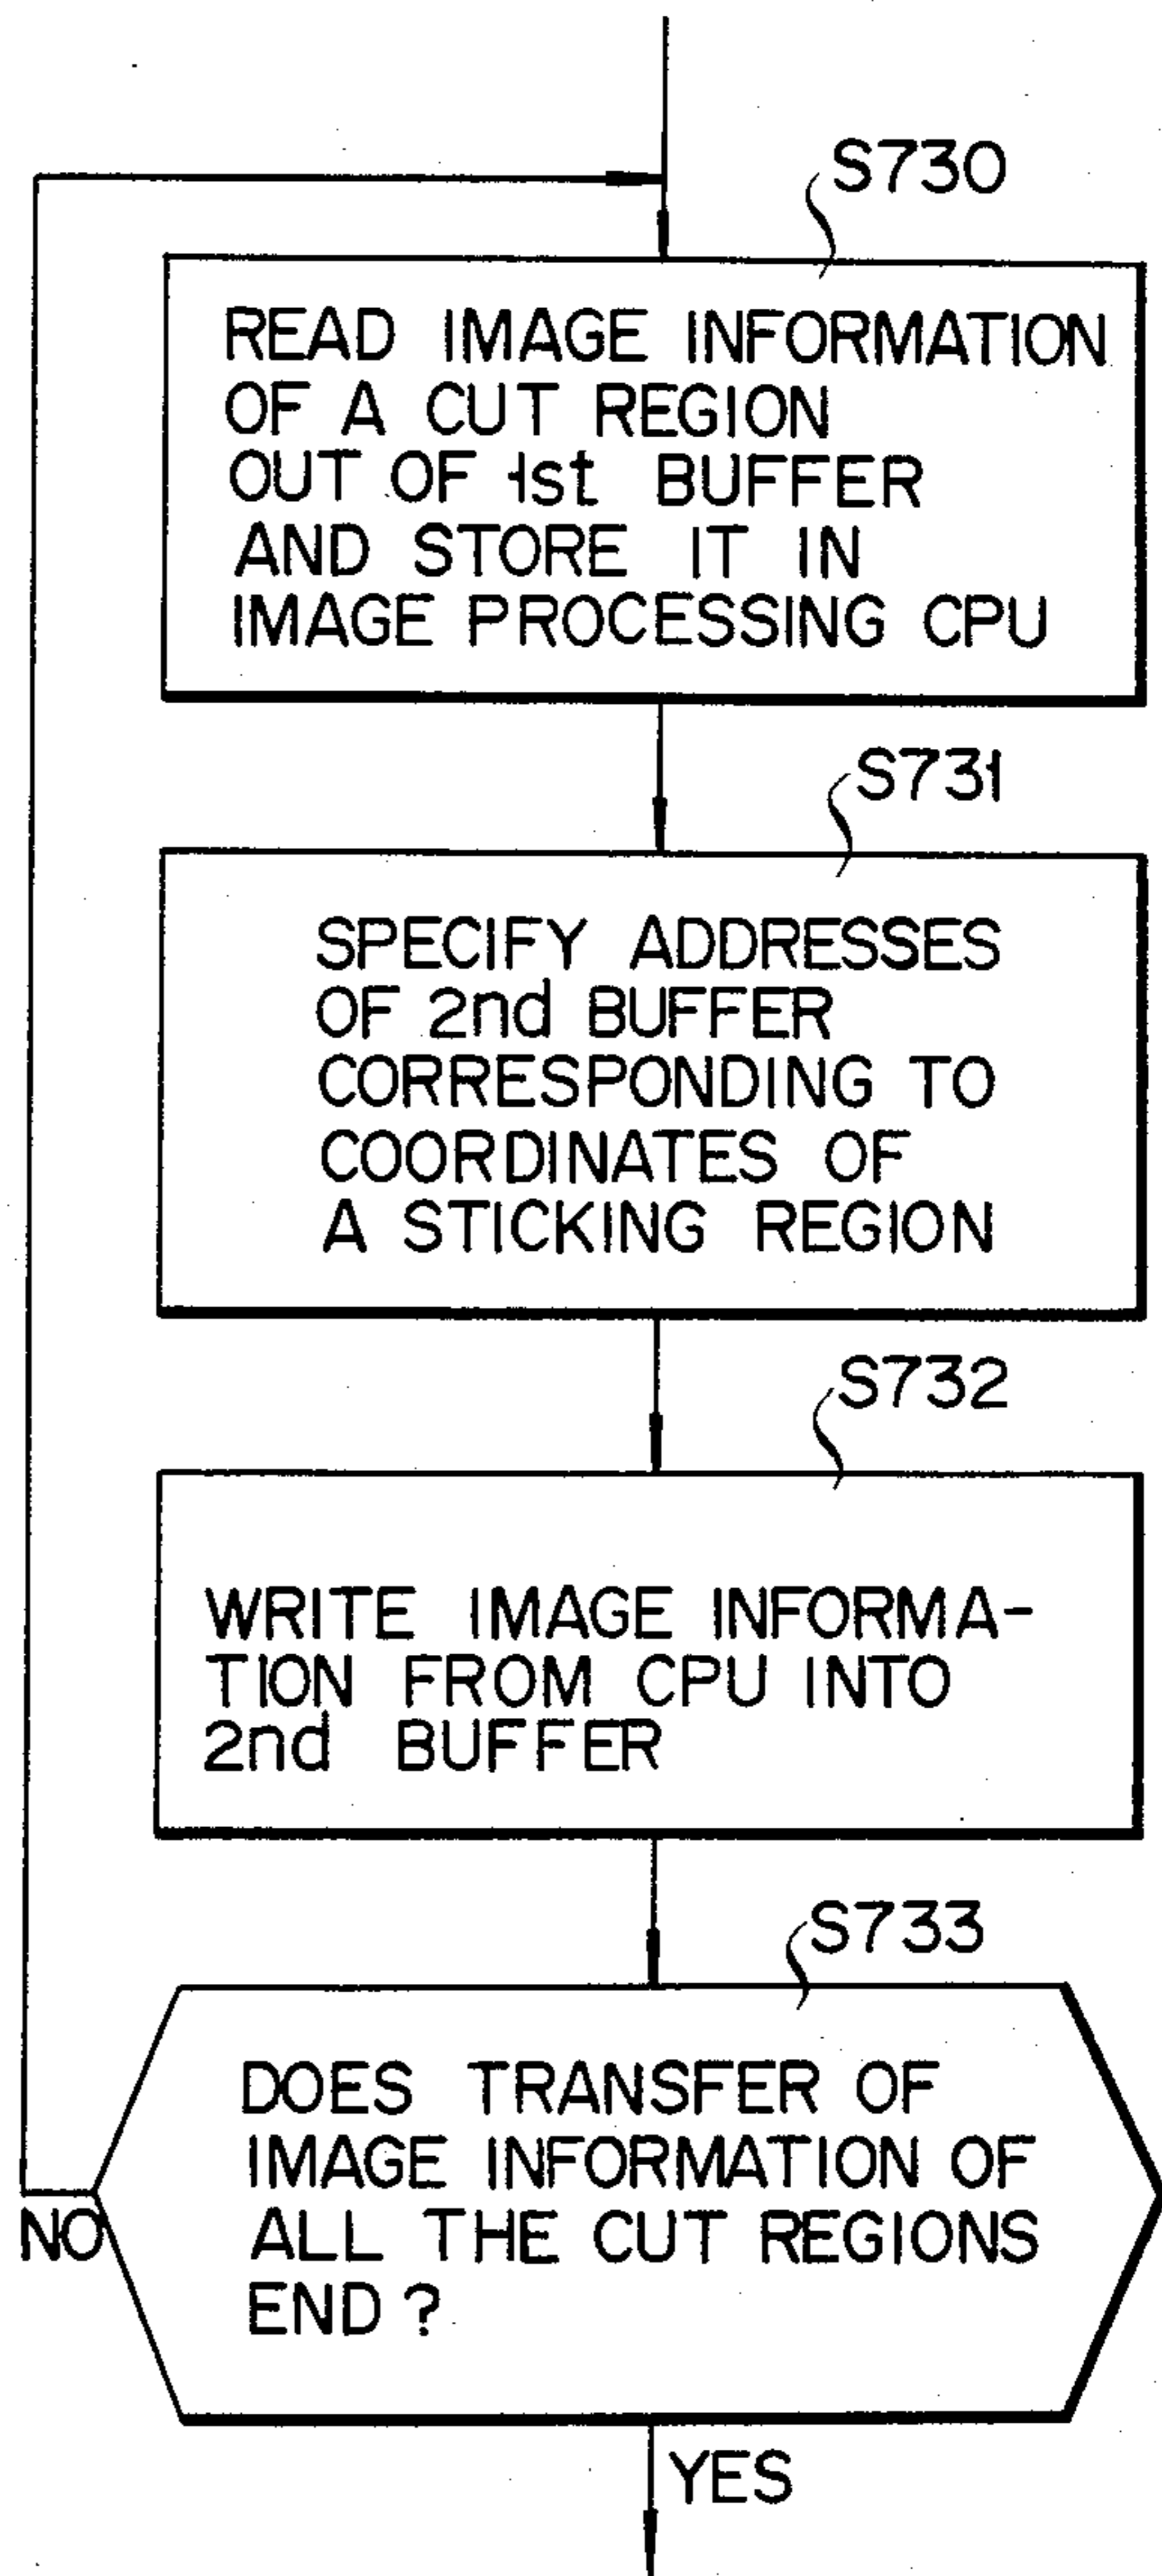 S730
READ IMAGE INFORMATION
OF A CUT REGION
OUT OF 1st BUFFER
AND STORE IT IN
IMAGE PROCESSING CPU
S731
SPECIFY ADDRESSES
OF 2nd BUFFER
CORRESPONDING TO
COORDINATES OF
A STICKING REGION
S732
WRITE IMAGE INFORMA-
TION FROM CPU INTO
2nd BUFFER
S733
DOES TRANSFER OF
IMAGE INFORMATION OF
ALL THE CUT REGIONS
END ?
NO
YES